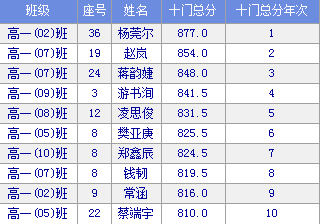 班级 座号 姓名 十门总分 十门总分年次
高一(02)班 36 杨莞尔 877.0 1
高一(07)班 19 赵岚 854.0 2
高一(07)班 24 蒋韵婕 848.0 3
高一(09)班 3 游书洵 841.5 4
高一(08)班 12 凌思俊 831.5 5
高一(05)班 8 樊亚庚 825.5 6
高一(10)班 8 郑鑫辰 824.5 7
高一(07)班 8 钱韧 819.5 8
高一(02)班 9 常涵 816.0 9
高一(05)班 22 蔡端宇 810.0 10